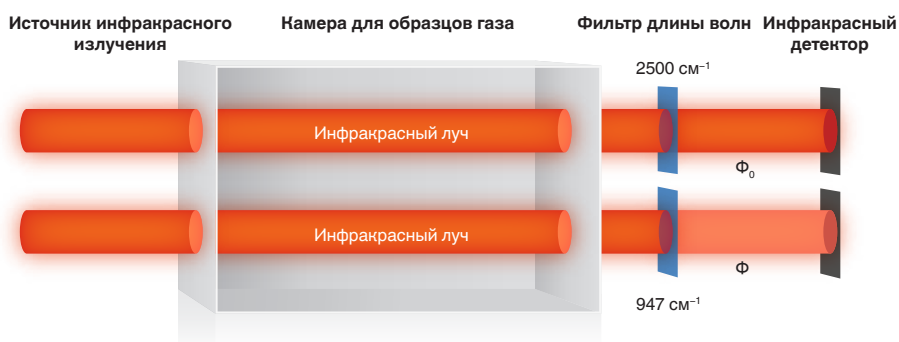 Источник инфракрасного
излучения
Камера для образцов газа
Фильтр длины волн
Инфракрасный
детектор
2500 см⁻¹
Инфракрасный луч
Ф₀
Инфракрасный луч
Ф
947 см⁻¹